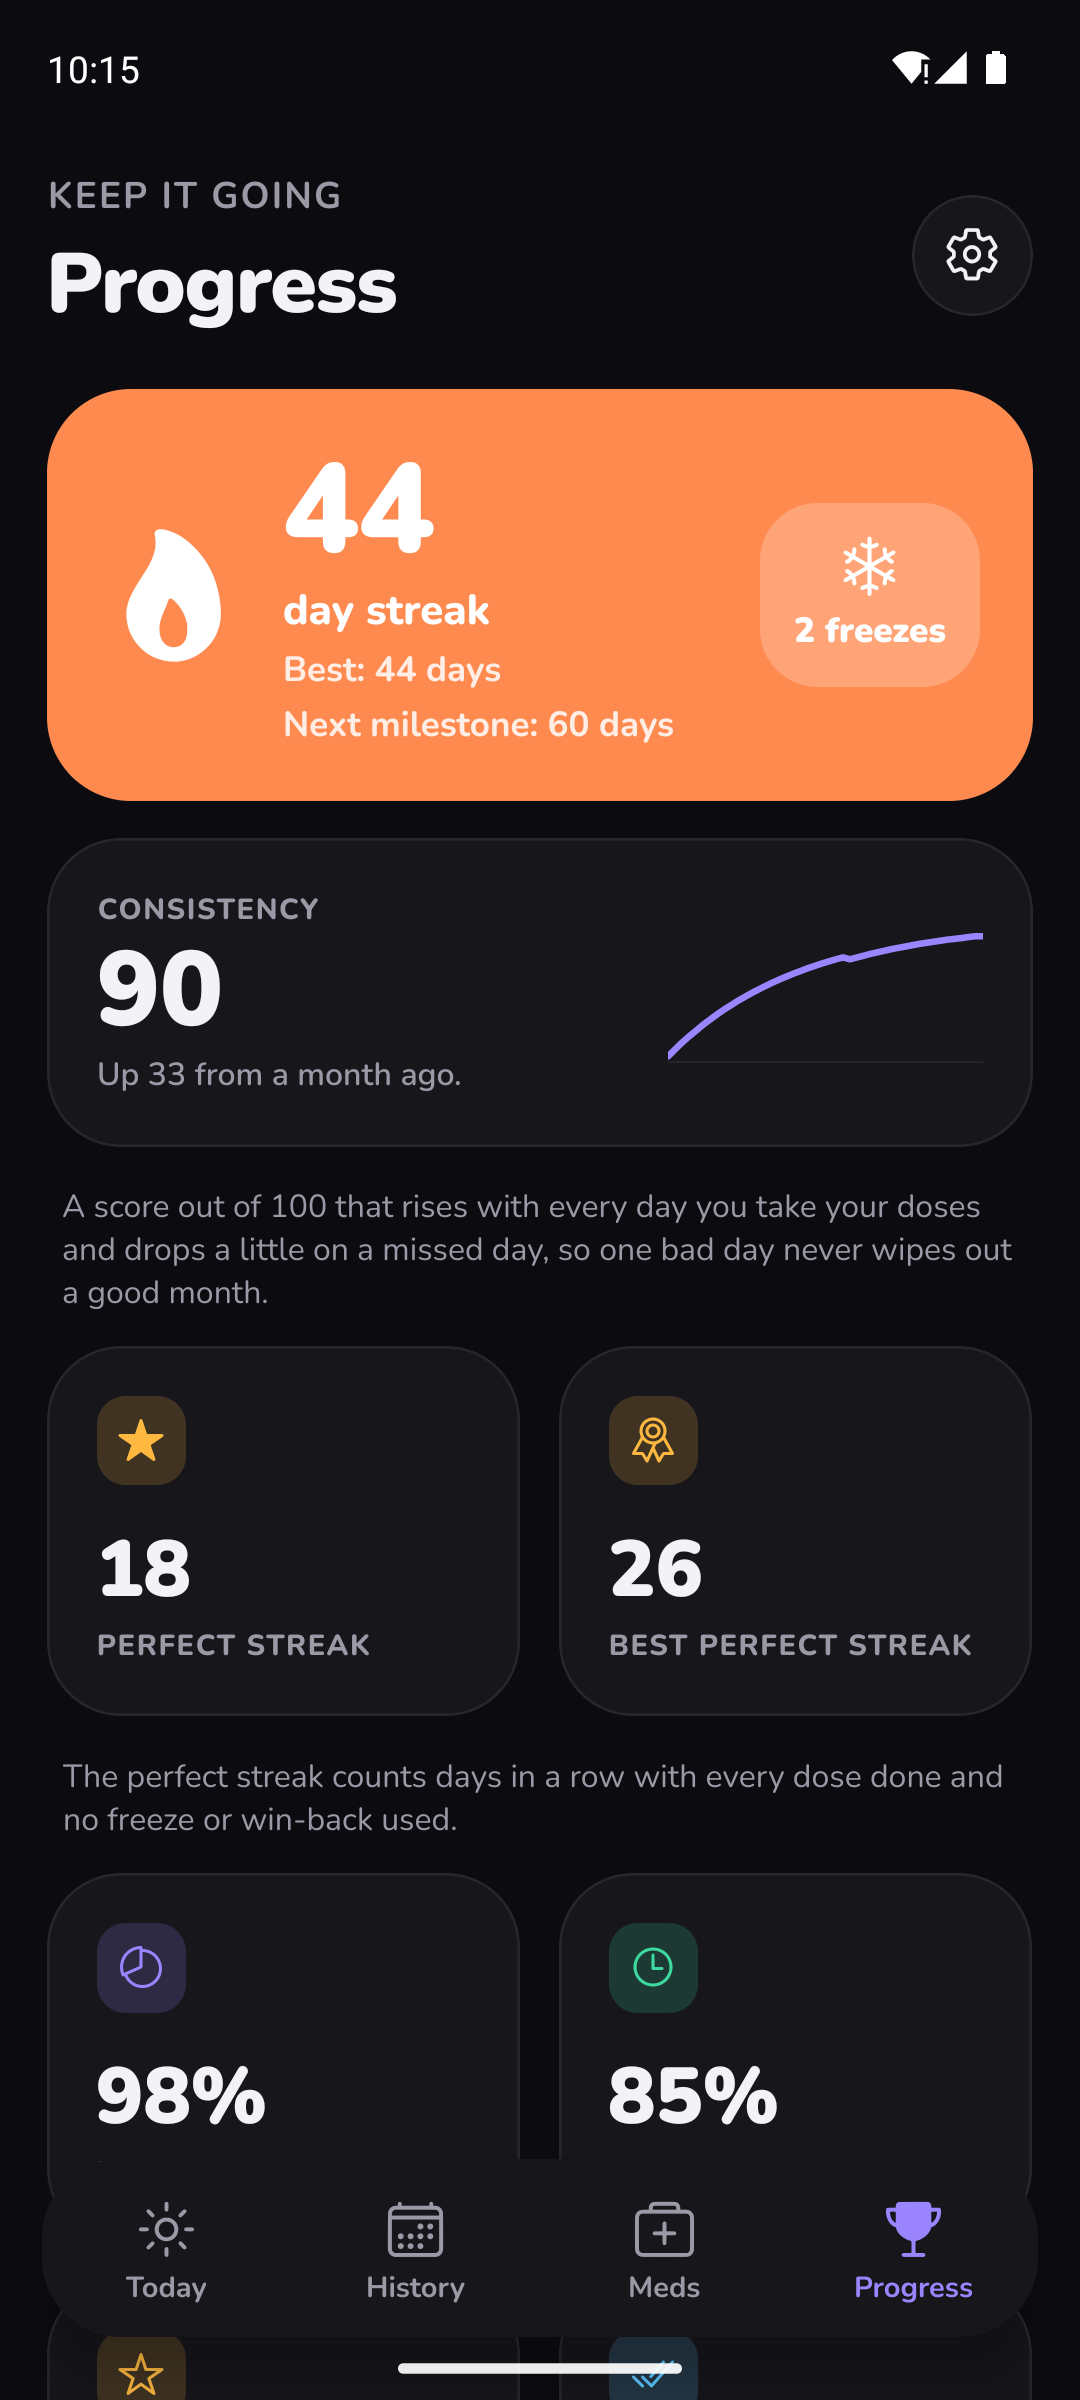 10:15
KEEP IT GOING
Progress
44
day streak
Best: 44 days
Next milestone: 60 days
2 freezes
CONSISTENCY
90
Up 33 from a month ago.
A score out of 100 that rises with every day you take your doses
and drops a little on a missed day, so one bad day never wipes out
a good month.
18
PERFECT STREAK
26
BEST PERFECT STREAK
The perfect streak counts days in a row with every dose done and
no freeze or win-back used.
98%
85%
Today
History
Meds
Progress